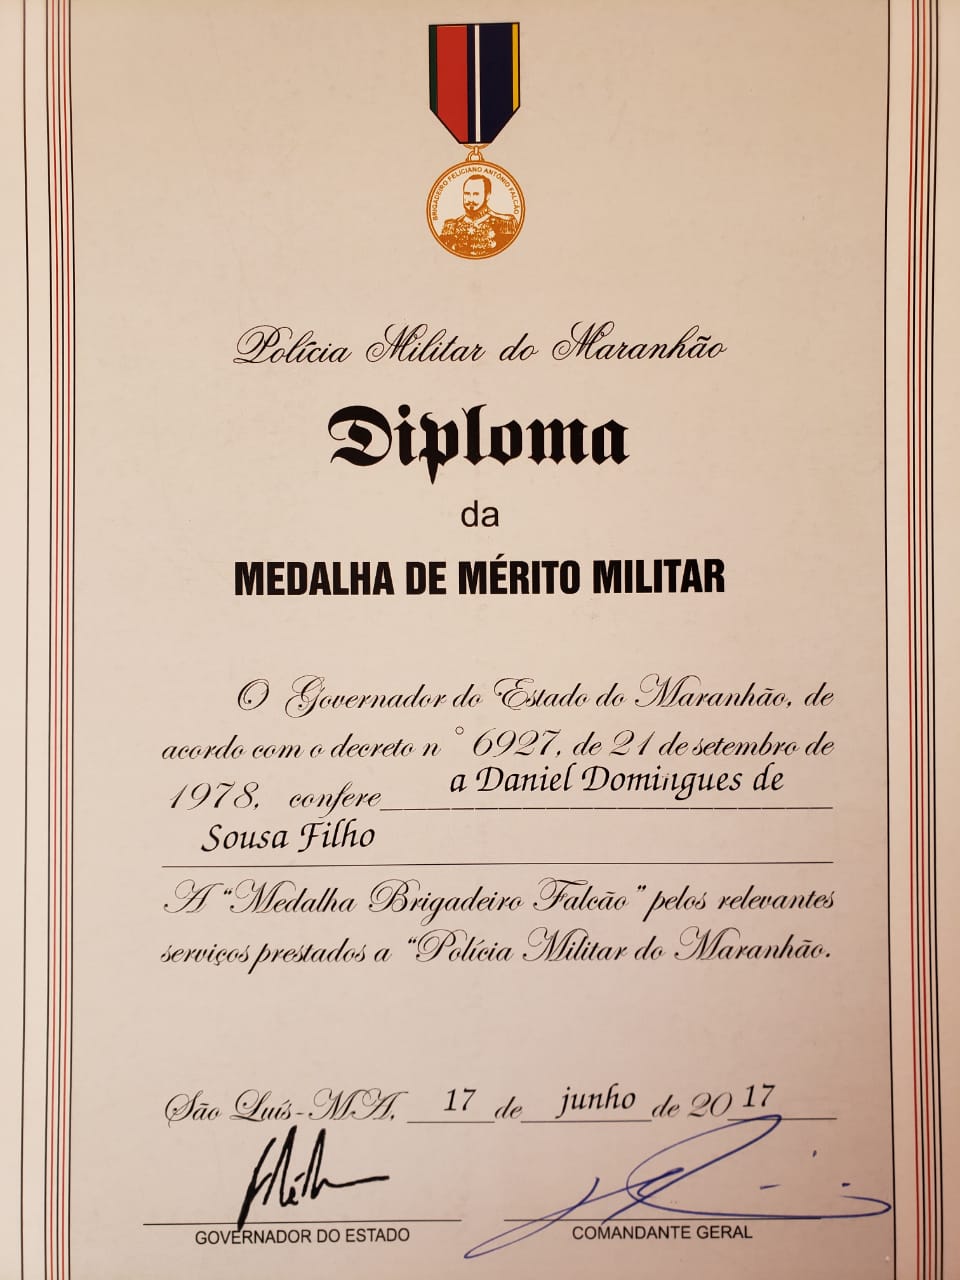 BRIGADEIRO FELICIANO ANTÔNIO FALCÃO
Polícia Militar do Maranhão
Diploma
da
MEDALHA DE MÉRITO MILITAR
O Governador do Estado do Maranhão, de
acordo com o decreto n° 6927, de 21 de setembro de
1978, confere a Daniel Domingues de
Sousa Filho
A “Medalha Brigadeiro Falcão” pelos relevantes
serviços prestados a “Polícia Militar do Maranhão.
São Luís-MA, 17 de junho de 2017
GOVERNADOR DO ESTADO COMANDANTE GERAL